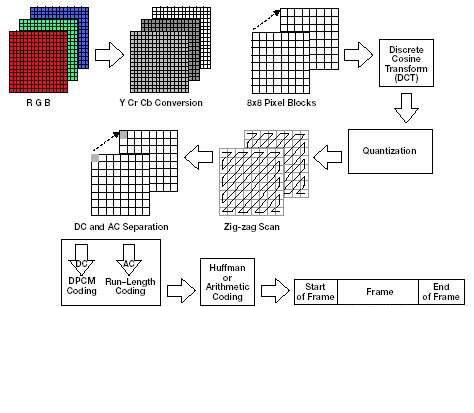 R G B
Y Cr Cb Conversion
8x8 Pixel Blocks
Discrete
Cosine
Transform
(DCT)
Quantization
Zig-zag Scan
DC and AC Separation
DC
AC
DPCM
Coding
Run-Length
Coding
Huffman
or
Arithmetic
Coding
Start
of Frame
Frame
End
of Frame